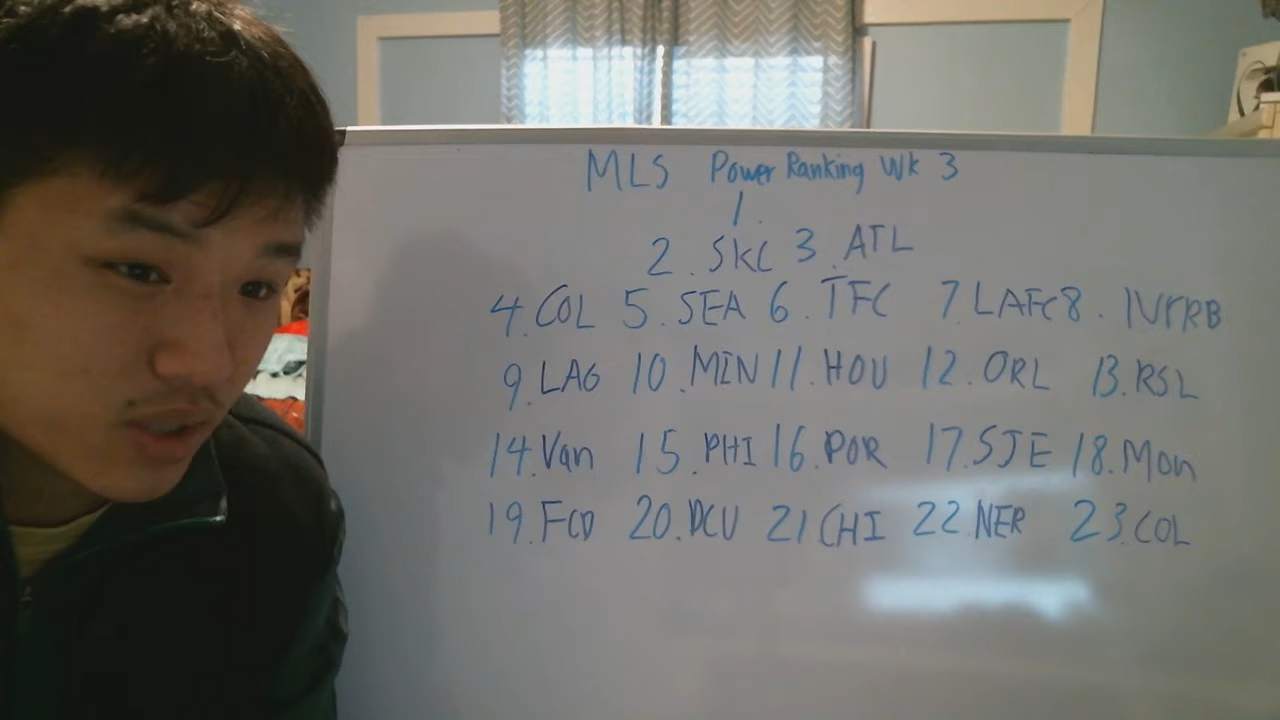 MLS Power Ranking Wk 3
1.
2. SKC 3. ATL
4. COL 5. SEA 6. TFC 7. LAFC 8. NYRB
9. LAG 10. MIN 11. HOU 12. ORL 13. RSL
14. Van 15. PHI 16. POR 17. SJE 18. Mon
19. FCD 20. DCU 21 CHI 22. NER 23. COL